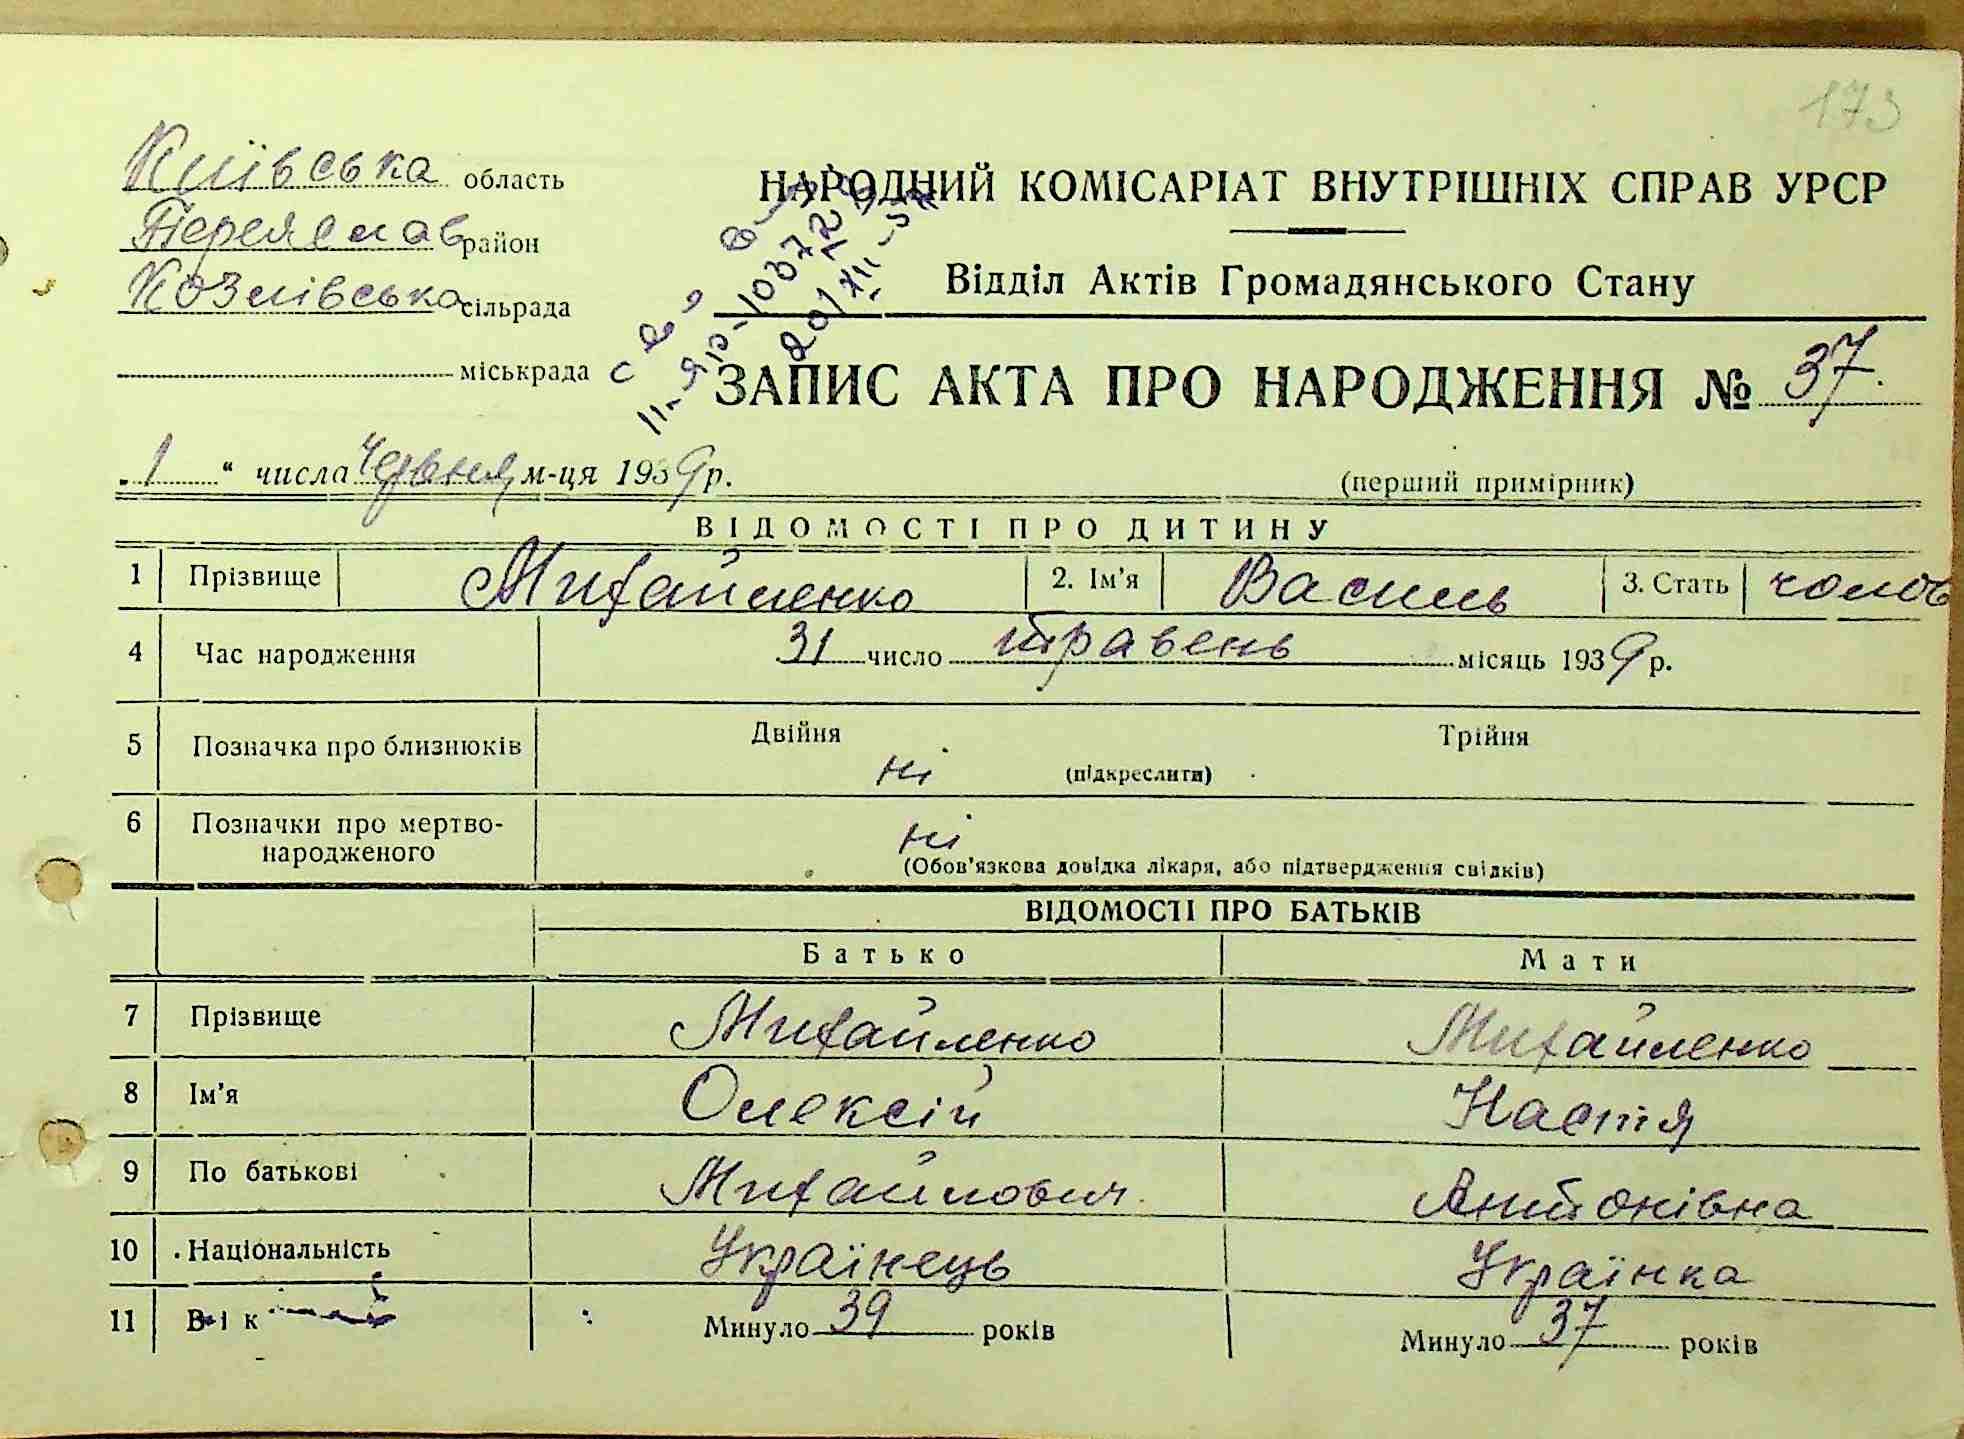 173
Київська область
Переяслав район
Козлівська сільрада
міськрада
НАРОДНИЙ КОМІСАРІАТ ВНУТРІШНІХ СПРАВ УРСР
Відділ Актів Громадянського Стану
ЗАПИС АКТА ПРО НАРОДЖЕННЯ № 37.
„1“ числа Червня м-ця 1939 р.
(перший примірник)
ВІДОМОСТІ ПРО ДИТИНУ
1 Прізвище Михайленко 2. Ім'я Василь 3. Стать чолов
4 Час народження 31 число травень місяць 1939 р.
5 Позначка про близнюків Двійня ні (підкреслити) Трійня
6 Позначки про мертво-
народженого ні
(Обов'язкова довідка лікаря, або підтвердження свідків)
ВІДОМОСТІ ПРО БАТЬКІВ
Батько Мати
7 Прізвище Михайленко Михайленко
8 Ім'я Олексій Настя
9 По батькові Михайлович Антонівна
10 Національність Українець Українка
11 Вік Минуло 39 років Минуло 37 років